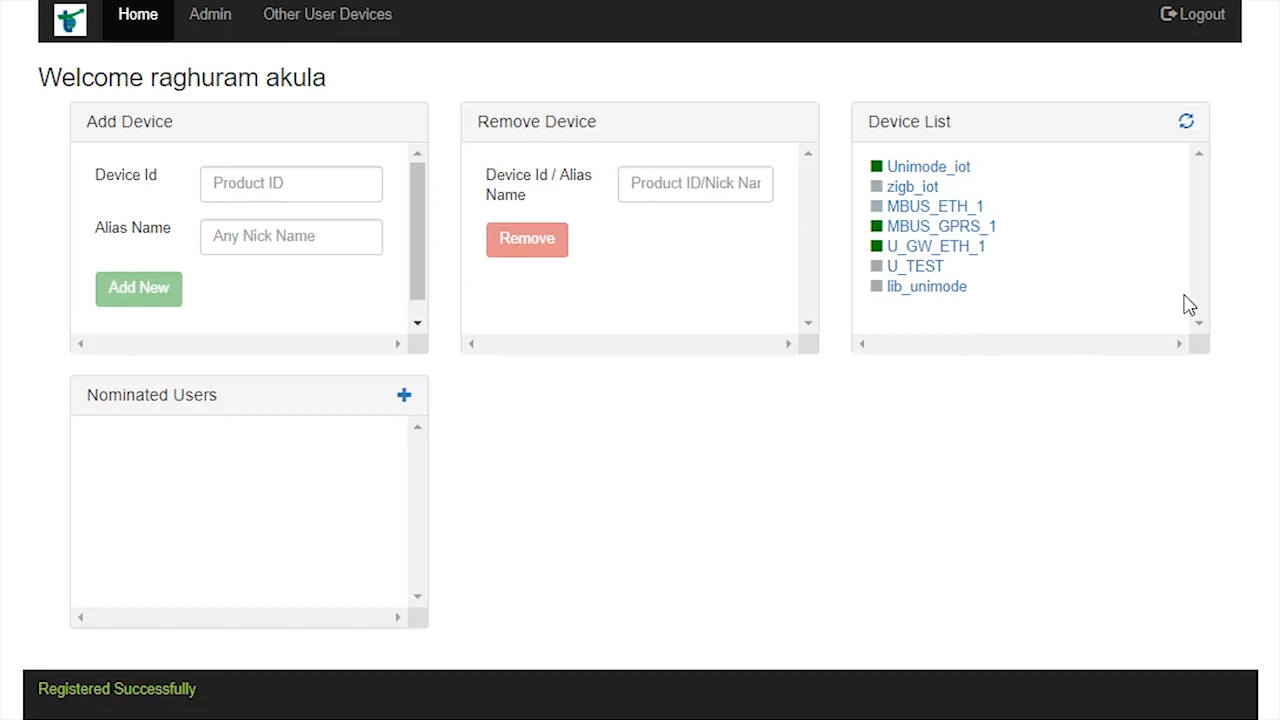 Home Admin Other User Devices Logout
Welcome raghuram akula
Add Device
Device Id
Product ID
Alias Name
Any Nick Name
Add New
Remove Device
Device Id / Alias
Name
Product ID/Nick Nar
Remove
Device List
Unimode_iot
zigb_iot
MBUS_ETH_1
MBUS_GPRS_1
U_GW_ETH_1
U_TEST
lib_unimode
Nominated Users
Registered Successfully